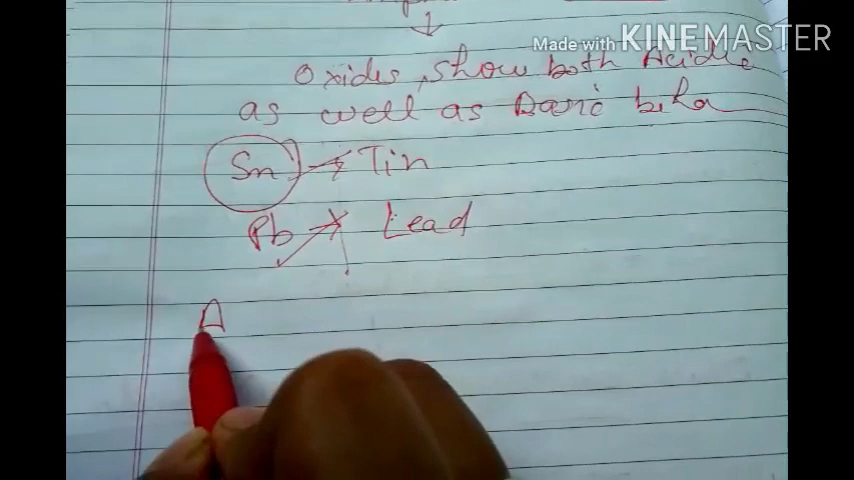 Made with KINEMASTER
Oxides, show both Acidic
as well as Basic beha
Sn → Tin
Pb → Lead
A